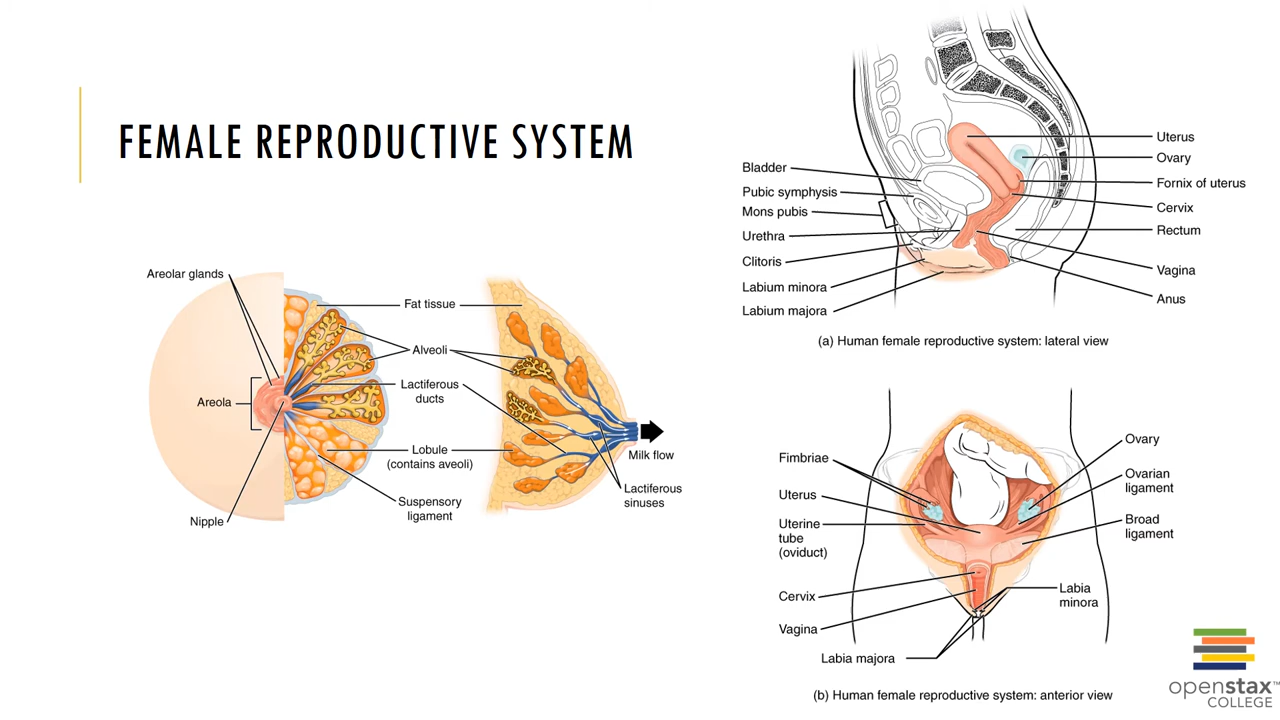 FEMALE REPRODUCTIVE SYSTEM
Areolar glands
Areola
Nipple
Fat tissue
Alveoli
Lactiferous
ducts
Lobule
(contains aveoli)
Suspensory
ligament
Milk flow
Lactiferous
sinuses
Bladder
Pubic symphysis
Mons pubis
Urethra
Clitoris
Labium minora
Labium majora
Uterus
Ovary
Fornix of uterus
Cervix
Rectum
Vagina
Anus
(a) Human female reproductive system: lateral view
Fimbriae
Uterus
Uterine
tube
(oviduct)
Cervix
Vagina
Labia majora
Ovary
Ovarian
ligament
Broad
ligament
Labia
minora
(b) Human female reproductive system: anterior view
openstax™
COLLEGE